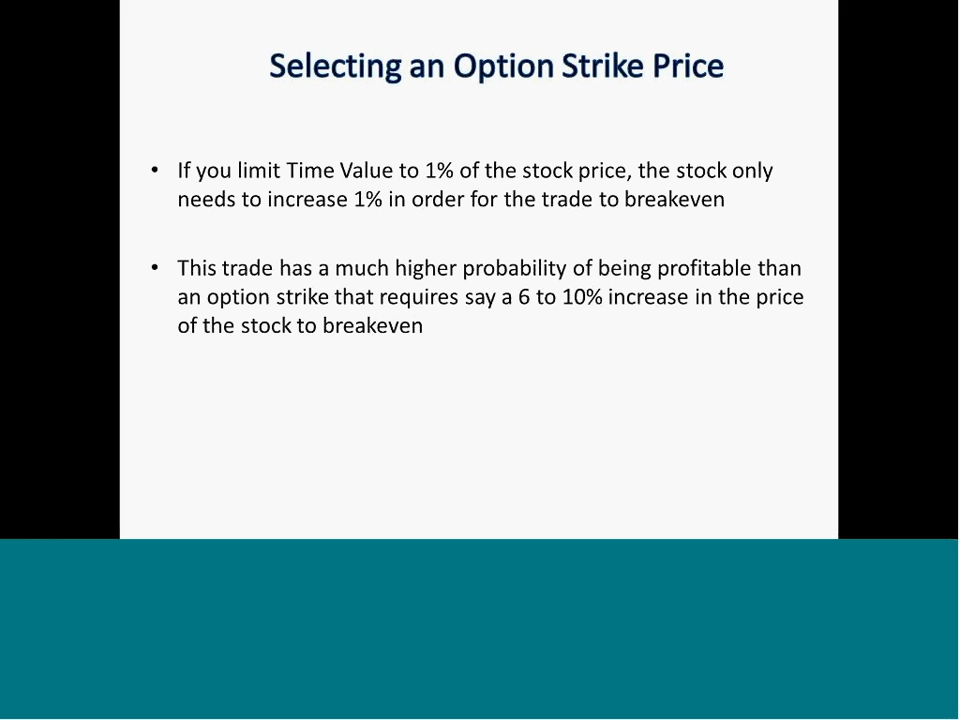 Selecting an Option Strike Price
• If you limit Time Value to 1% of the stock price, the stock only
needs to increase 1% in order for the trade to breakeven
• This trade has a much higher probability of being profitable than
an option strike that requires say a 6 to 10% increase in the price
of the stock to breakeven